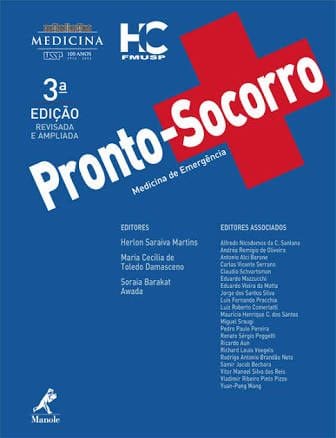 MEDICINA
USP
100 ANOS
1912 - 2012
HC
FMUSP
3ª
EDIÇÃO
REVISADA
E AMPLIADA
Pronto-Socorro
Medicina de Emergência
EDITORES
Herlon Saraiva Martins
Maria Cecília de
Toledo Damasceno
Soraia Barakat
Awada
EDITORES ASSOCIADOS
Alfredo Nicodemos da C. Santana
Andrea Remigio de Oliveira
Antonio Alci Barone
Carlos Vicente Serrano
Claudio Schvartsman
Eduardo Mazzucchi
Eduardo Vieira da Motta
Jorge dos Santos Silva
Luis Fernando Pracchia
Luiz Roberto Comerlatti
Maurício Henrique C. dos Santos
Miguel Srougi
Pedro Paulo Pereira
Renato Sérgio Poggetti
Ricardo Aun
Richard Louis Voegels
Rodrigo Antonio Brandão Neto
Samir Jacob Bechara
Vitor Manoel Silva dos Reis
Vladimir Ribeiro Pinto Pizzo
Yuan-Pang Wang
Manole